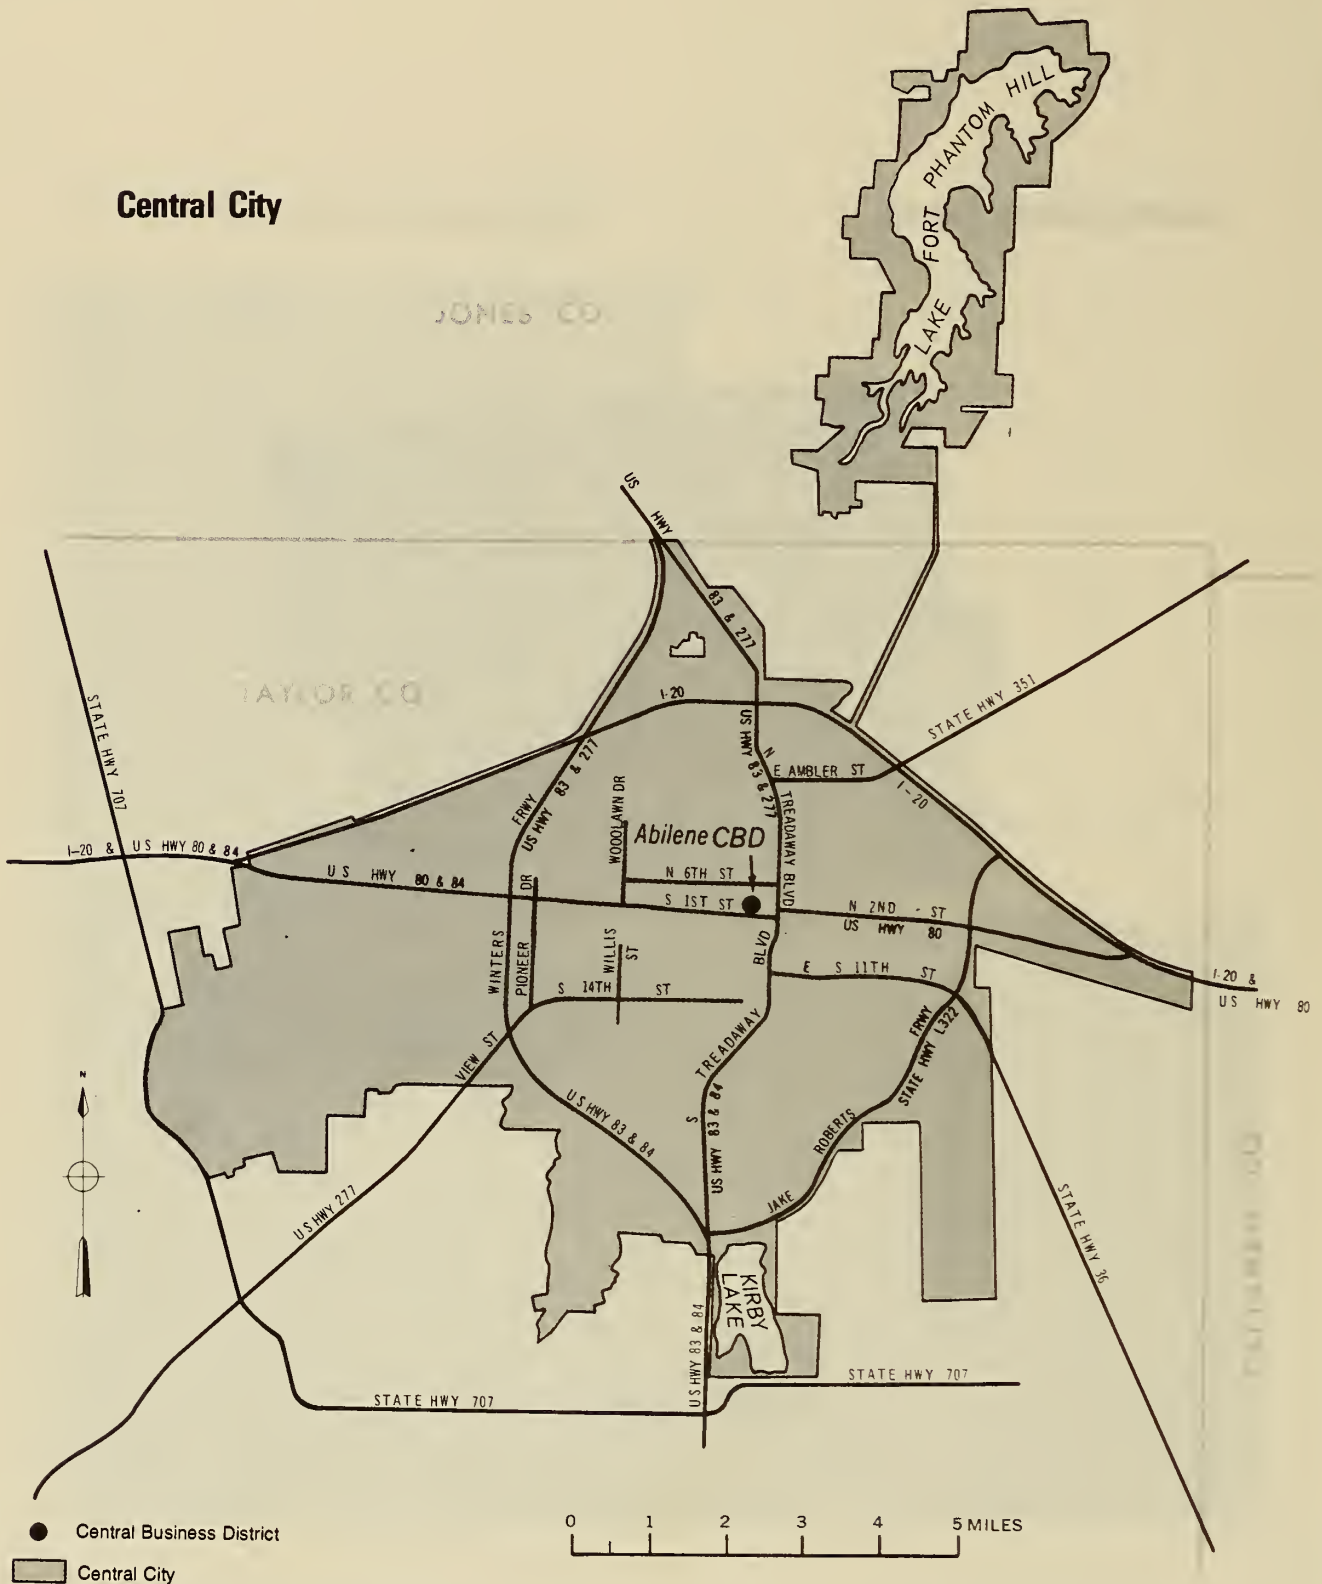 Central City
LAKE FORT PHANTOM HILL
JONES CO.
US HWY 83 & 277
TAYLOR CO
STATE HWY 707
I-20
STATE HWY 351
US HWY 83 & 277
N TREADAWAY BLVD
E AMBLER ST
I-20
FRWY
US HWY 83 & 277
WOODLAWN DR
Abilene CBD
I-20 & US HWY 80 & 84
US HWY 80 & 84
N 6TH ST
S 1ST ST
N 2ND ST
US HWY 80
WINTERS
PIONEER DR
WILLIS ST
BLVD
E S 11TH ST
I-20 &
US HWY 80
S 14TH ST
VIEW ST
TREADAWAY
S
FRWY
STATE HWY L322
N
US HWY 83 & 84
US HWY 83 & 84
JAKE ROBERTS
US HWY 277
STATE HWY 36
KIRBY
LAKE
US HWY 83 & 84
STATE HWY 707
STATE HWY 707
Central Business District
0 1 2 3 4 5 MILES
Central City